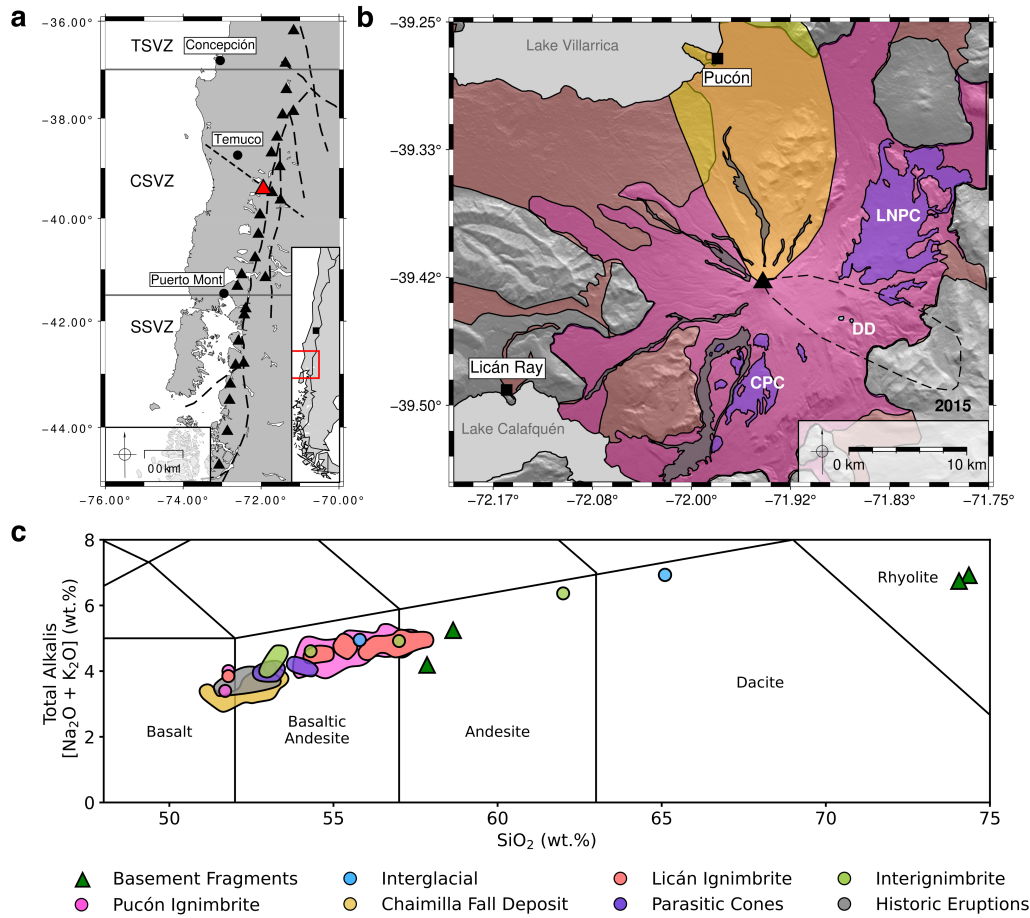 a
−36.00°
TSVZ
Concepción
−38.00°
Temuco
CSVZ
−40.00°
Puerto Mont
−42.00°
SSVZ
−44.00°
−76.00°
−74.00°
−72.00°
−70.00°
b
−39.25°
Lake Villarrica
Pucón
−39.33°
LNPC
−39.42°
DD
Licán Ray
CPC
−39.50°
2015
Lake Calafquén
0 km
10 km
−72.17°
−72.08°
−72.00°
−71.92°
−71.83°
−71.75°
c
8
6
4
2
0
Total Alkalis
[Na₂O + K₂O] (wt.%)
Rhyolite
Dacite
Basalt
Basaltic
Andesite
Andesite
50
55
60
65
70
75
SiO₂ (wt.%)
Basement Fragments
Interglacial
Licán Ignimbrite
Interignimbrite
Pucón Ignimbrite
Chaimilla Fall Deposit
Parasitic Cones
Historic Eruptions